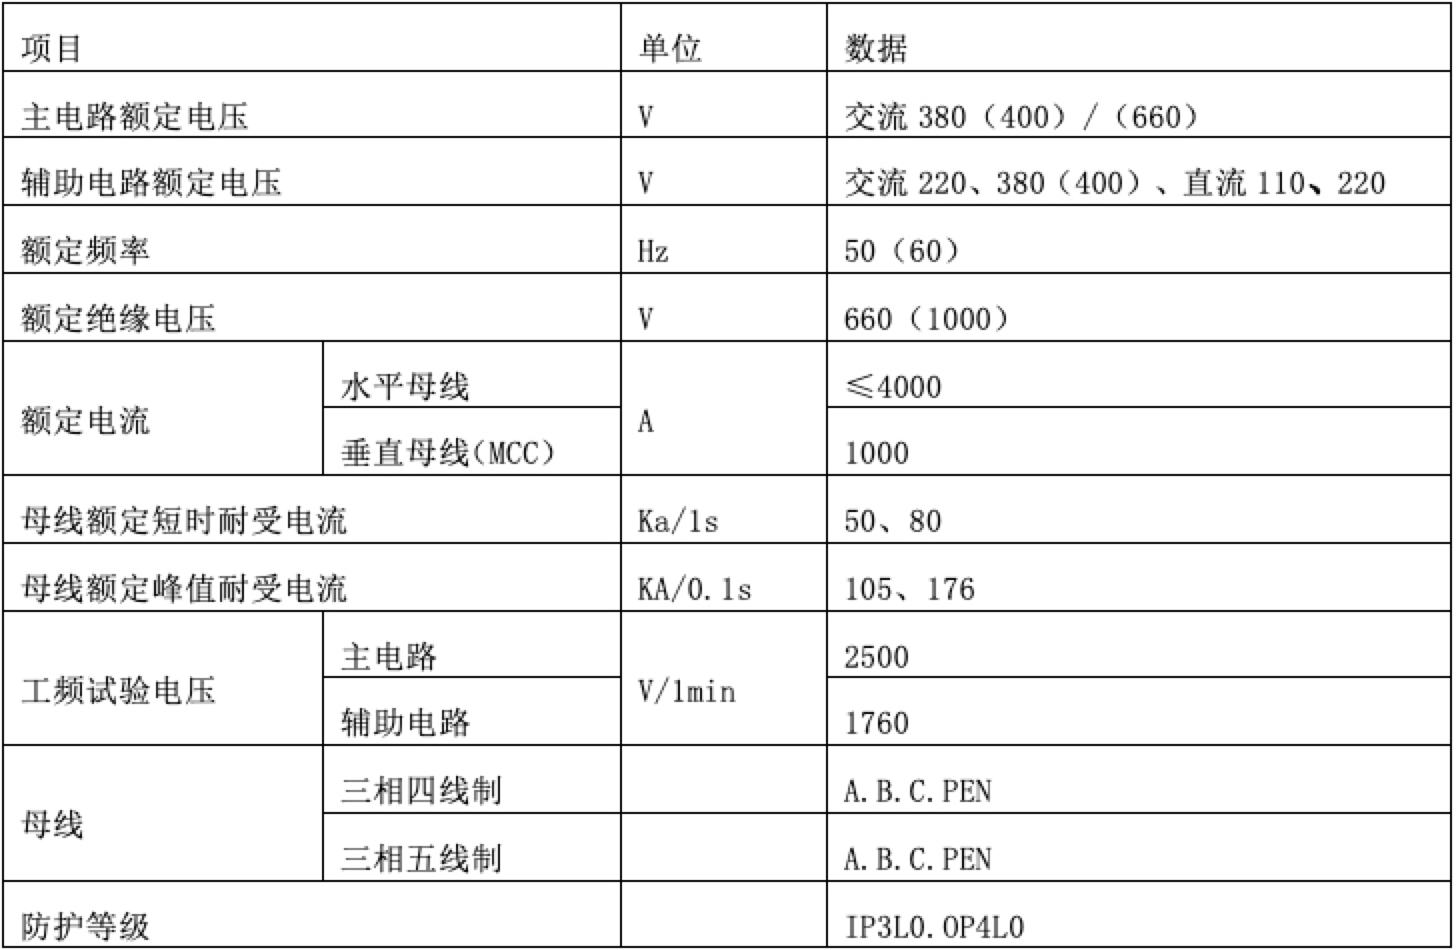 项目 单位 数据
主电路额定电压 V 交流 380（400）/（660）
辅助电路额定电压 V 交流 220、380（400）、直流 110、220
额定频率 Hz 50（60）
额定绝缘电压 V 660（1000）
额定电流 水平母线 A ≤4000
垂直母线(MCC) 1000
母线额定短时耐受电流 Ka/1s 50、80
母线额定峰值耐受电流 KA/0.1s 105、176
工频试验电压 主电路 V/1min 2500
辅助电路 1760
母线 三相四线制 A.B.C.PEN
三相五线制 A.B.C.PEN
防护等级 IP3L0.OP4L0